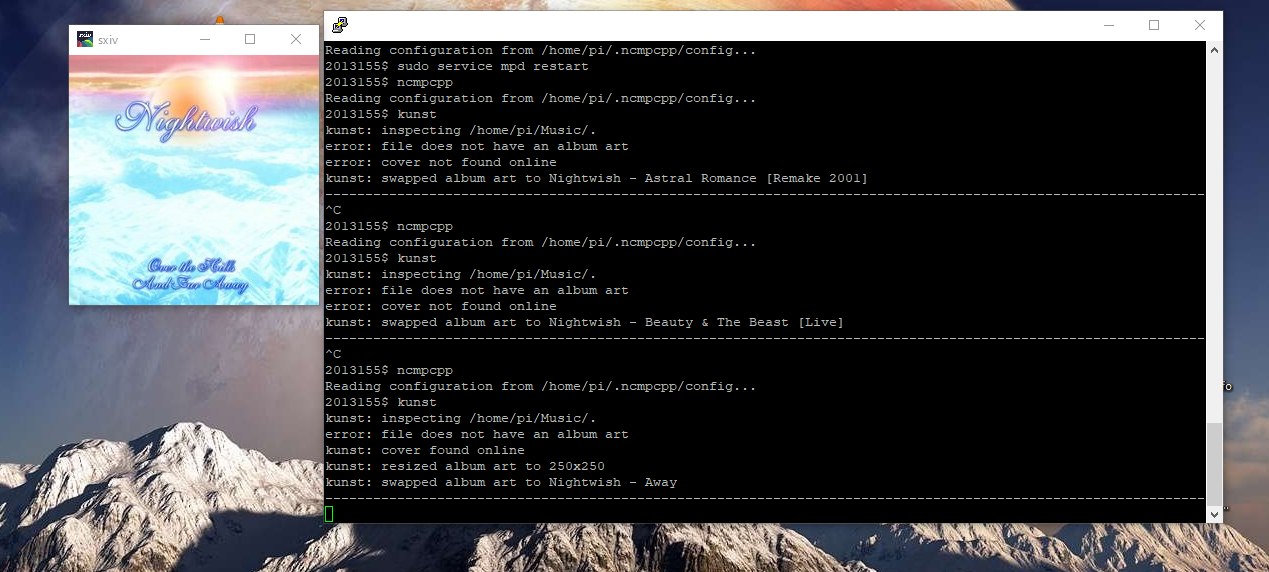 sxiv
Nightwish
Over the Hills
And Far Away
Reading configuration from /home/pi/.ncmpcpp/config...
2013155$ sudo service mpd restart
2013155$ ncmpcpp
Reading configuration from /home/pi/.ncmpcpp/config...
2013155$ kunst
kunst: inspecting /home/pi/Music/.
error: file does not have an album art
error: cover not found online
kunst: swapped album art to Nightwish - Astral Romance [Remake 2001]
--------------------------------------------------------------------------------------------------------------
^C
2013155$ ncmpcpp
Reading configuration from /home/pi/.ncmpcpp/config...
2013155$ kunst
kunst: inspecting /home/pi/Music/.
error: file does not have an album art
error: cover not found online
kunst: swapped album art to Nightwish - Beauty & The Beast [Live]
--------------------------------------------------------------------------------------------------------------
^C
2013155$ ncmpcpp
Reading configuration from /home/pi/.ncmpcpp/config...
2013155$ kunst
kunst: inspecting /home/pi/Music/.
error: file does not have an album art
kunst: cover found online
kunst: resized album art to 250x250
kunst: swapped album art to Nightwish - Away
--------------------------------------------------------------------------------------------------------------